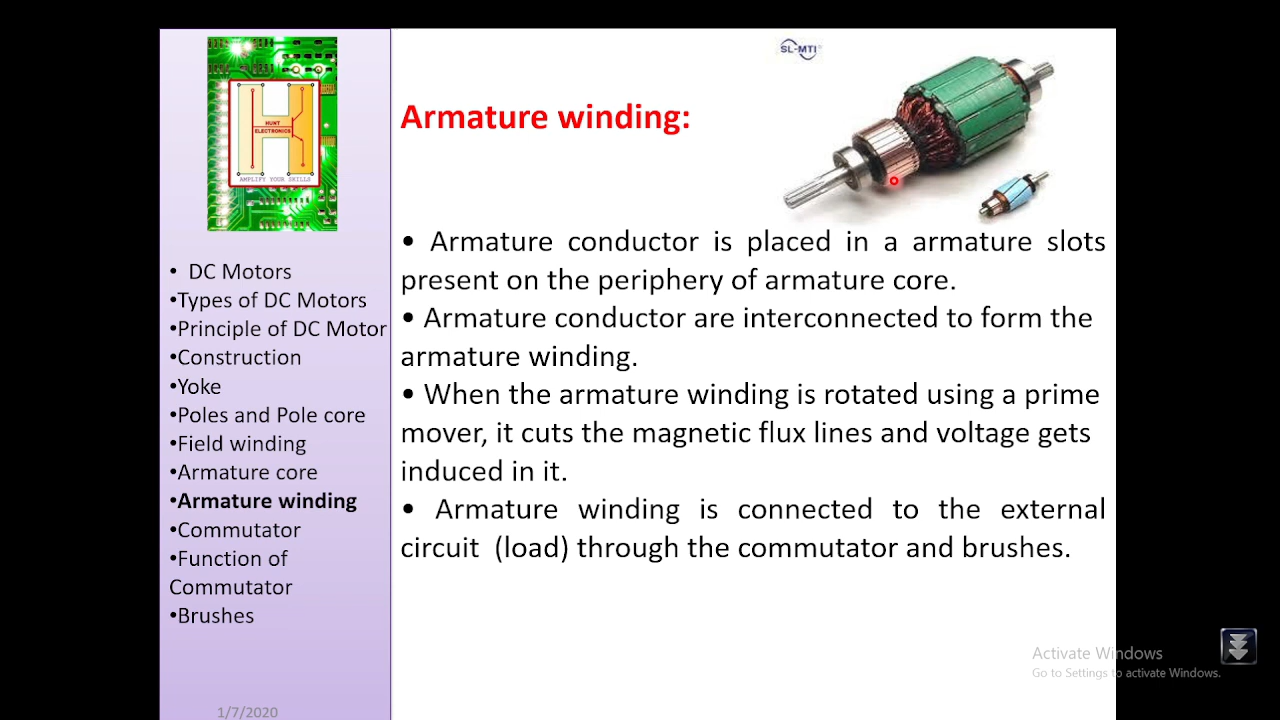 HUNT
ELECTRONICS
AMPLIFY YOUR SKILLS
• DC Motors
•Types of DC Motors
•Principle of DC Motor
•Construction
•Yoke
•Poles and Pole core
•Field winding
•Armature core
•Armature winding
•Commutator
•Function of
Commutator
•Brushes
1/7/2020
SL-MTI
Armature winding:
• Armature conductor is placed in a armature slots
present on the periphery of armature core.
• Armature conductor are interconnected to form the
armature winding.
• When the armature winding is rotated using a prime
mover, it cuts the magnetic flux lines and voltage gets
induced in it.
• Armature winding is connected to the external
circuit (load) through the commutator and brushes.
Activate Windows
Go to Settings to activate Windows.